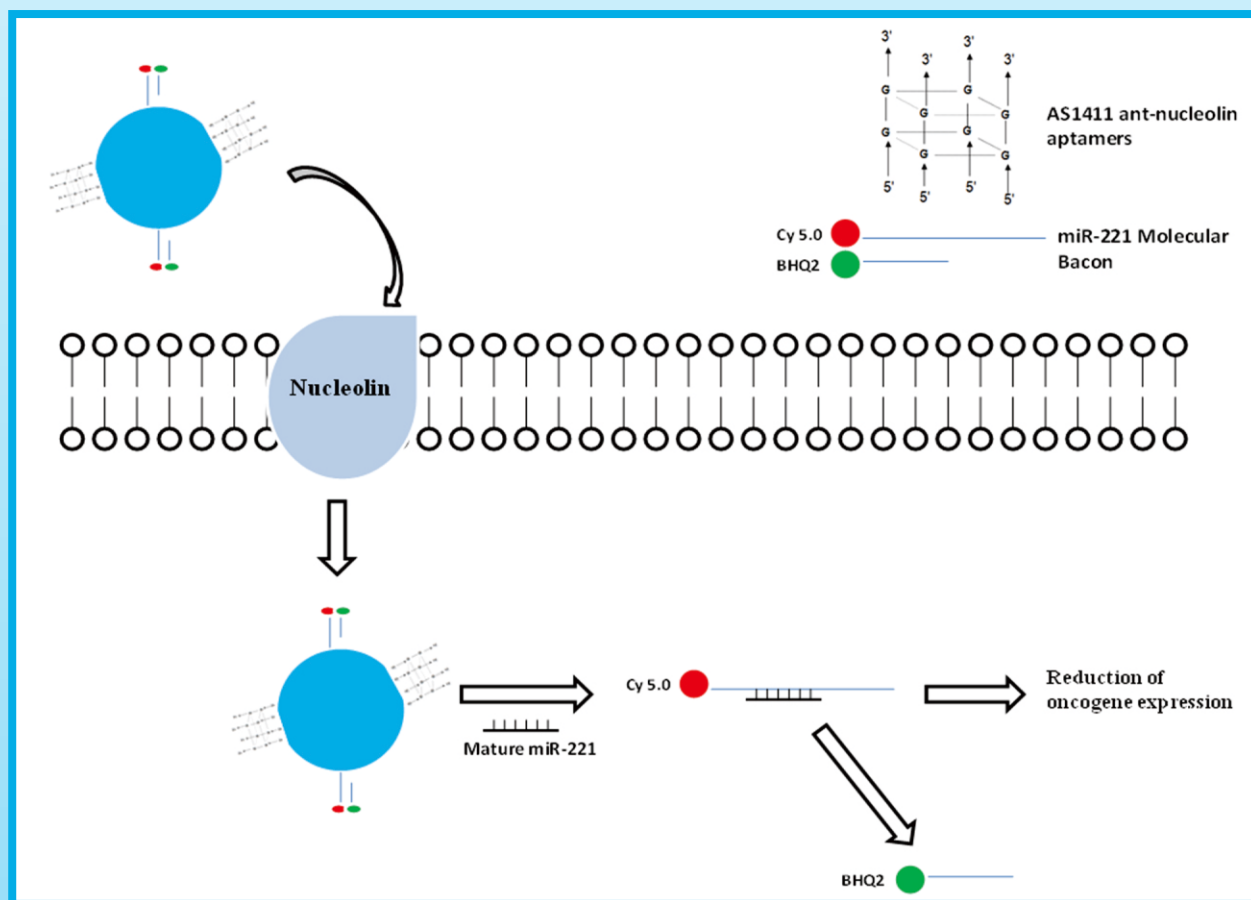 3'
3'
3'
3'
G
G
G
G
G
G
G
G
5'
5'
5'
5'
AS1411 ant-nucleolin
aptamers
Cy 5.0
BHQ2
miR-221 Molecular
Bacon
Nucleolin
Mature miR-221
Cy 5.0
Reduction of
oncogene expression
BHQ2